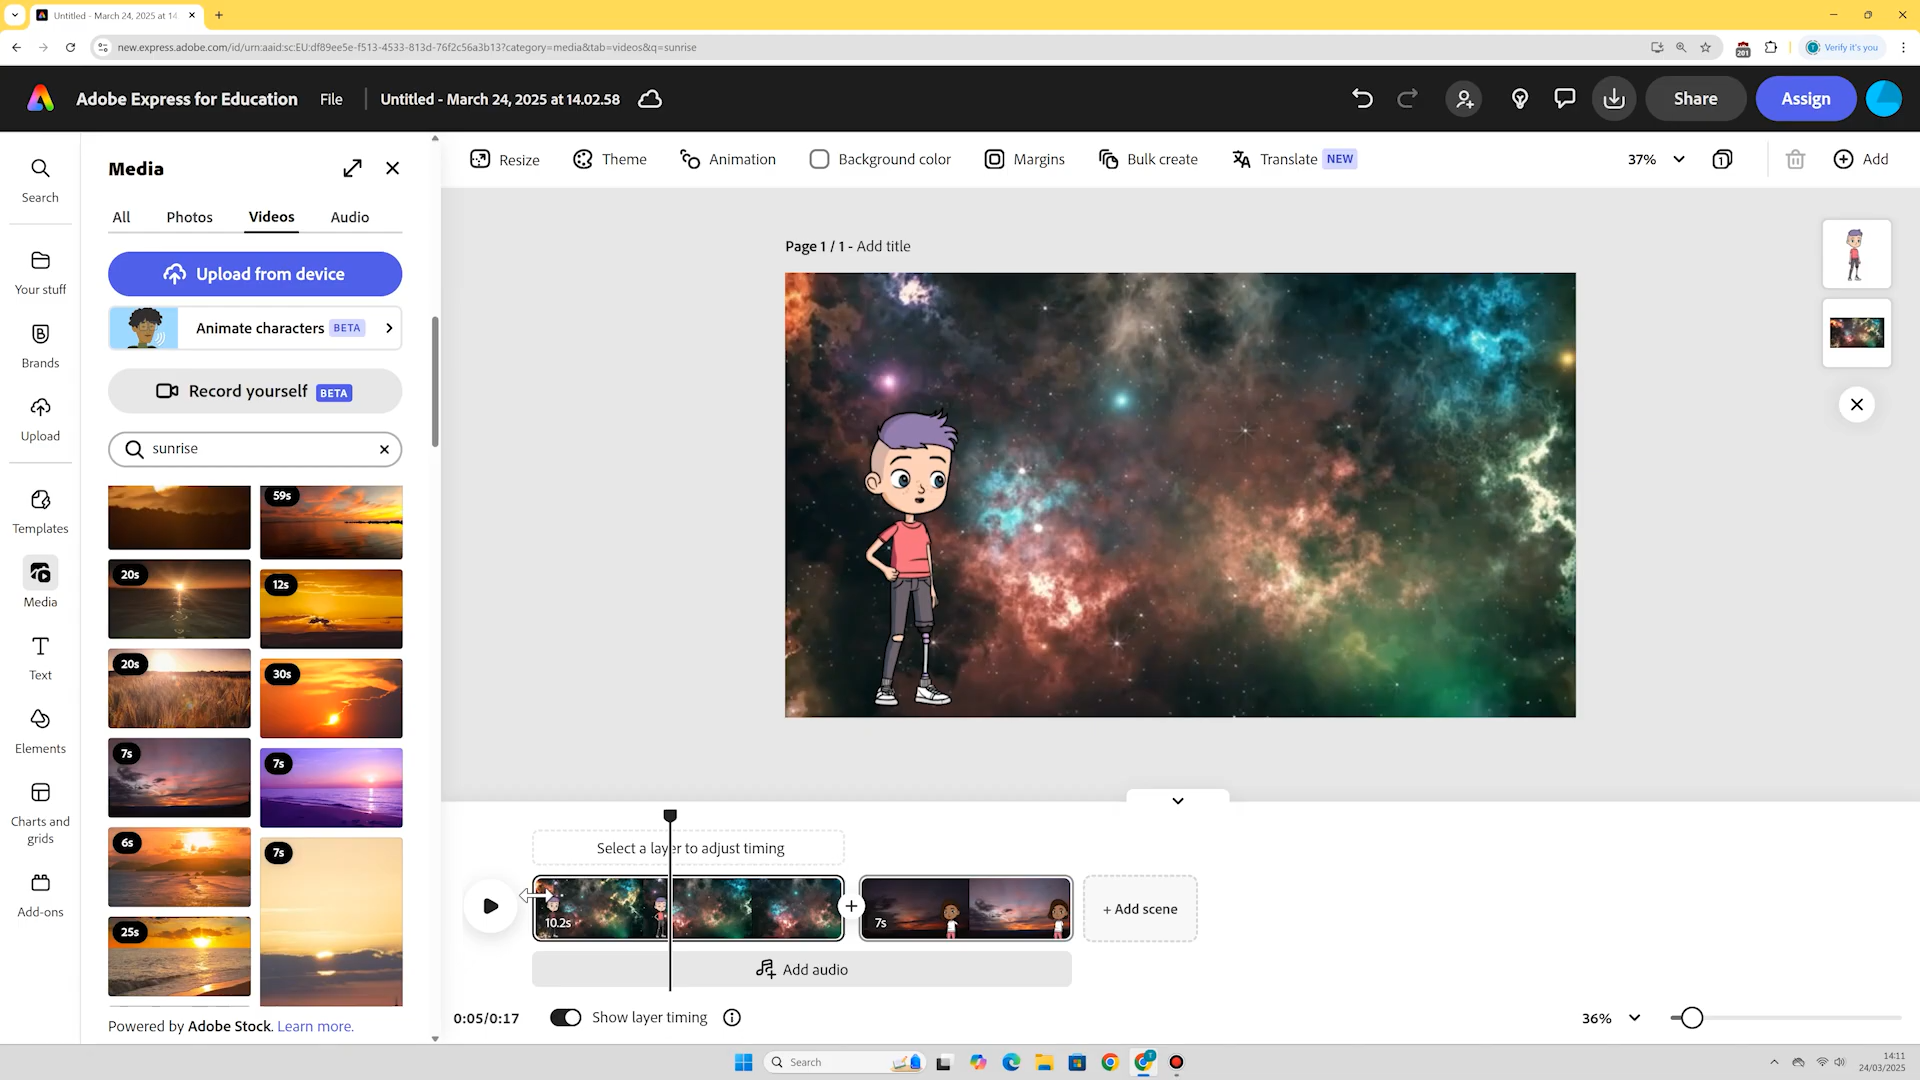 Untitled - March 24, 2025 at 14
new.express.adobe.com/id/urn:aaid:sc:EU:df89ee5e-f513-4533-813d-76f2c56a3b13?category=media&tab=videos&q=sunrise
201
Verify it's you
Adobe Express for Education
File
Untitled - March 24, 2025 at 14.02.58
Share
Assign
Search
Your stuff
Brands
Upload
Templates
Media
Text
Elements
Charts and
grids
Add-ons
Media
All
Photos
Videos
Audio
Upload from device
Animate characters BETA
Record yourself BETA
sunrise
59s
20s
12s
20s
30s
7s
7s
6s
7s
25s
Powered by Adobe Stock. Learn more.
Resize
Theme
Animation
Background color
Margins
Bulk create
Translate NEW
37%
1
Add
Page 1 / 1 - Add title
Select a layer to adjust timing
10.2s
7s
+ Add scene
Add audio
0:05/0:17
Show layer timing
36%
Search
14:11
24/03/2025